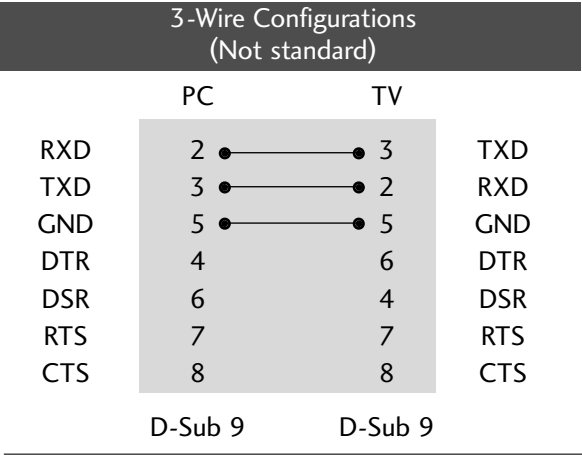 3-Wire Configurations
(Not standard)
PC TV
RXD 2 3 TXD
TXD 3 2 RXD
GND 5 5 GND
DTR 4 6 DTR
DSR 6 4 DSR
RTS 7 7 RTS
CTS 8 8 CTS
D-Sub 9 D-Sub 9